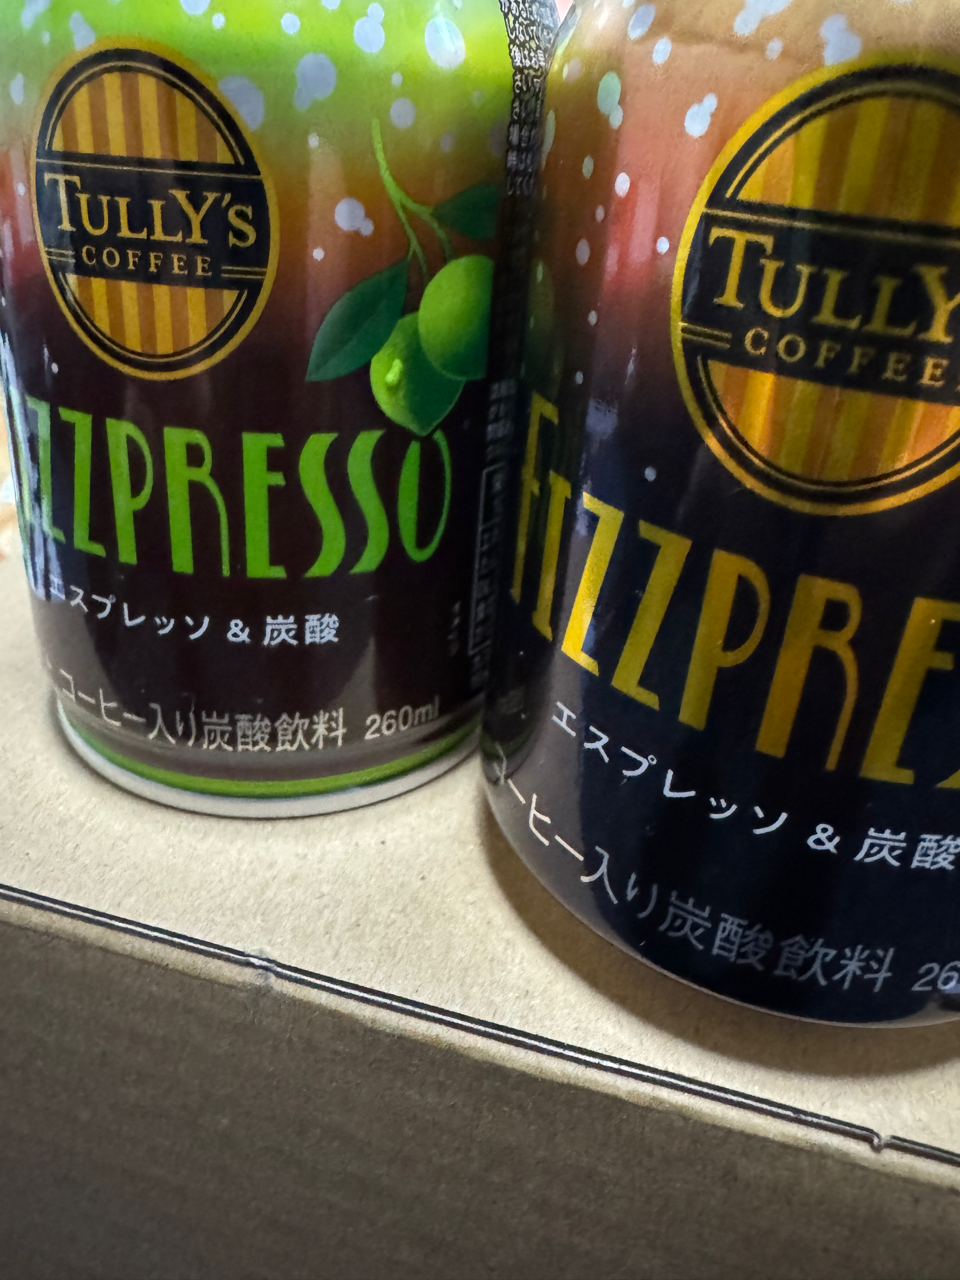 TULLY'S
COFFEE
ZZPRESSO
エスプレッソ & 炭酸
コーヒー入り炭酸飲料 260ml
TULLY
COFFEE
FIZZPRE
エスプレッソ & 炭酸
コーヒー入り炭酸飲料 26